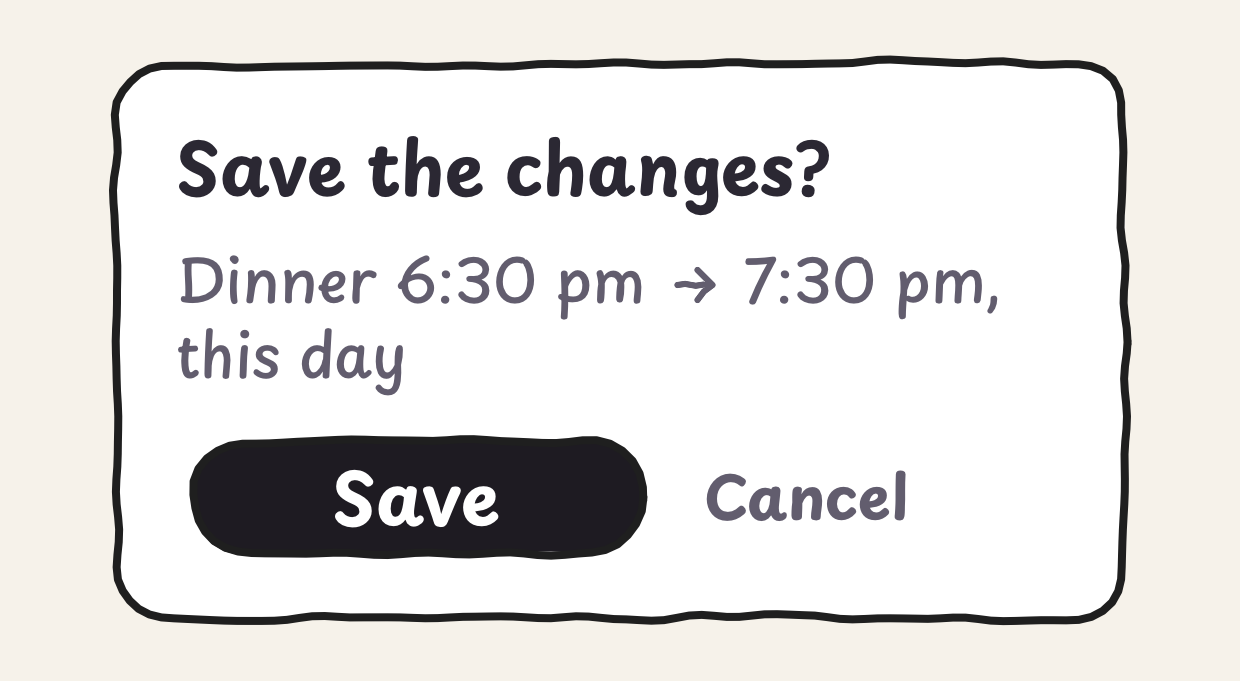 Save the changes?
Dinner 6:30 pm → 7:30 pm,
this day
Save
Cancel